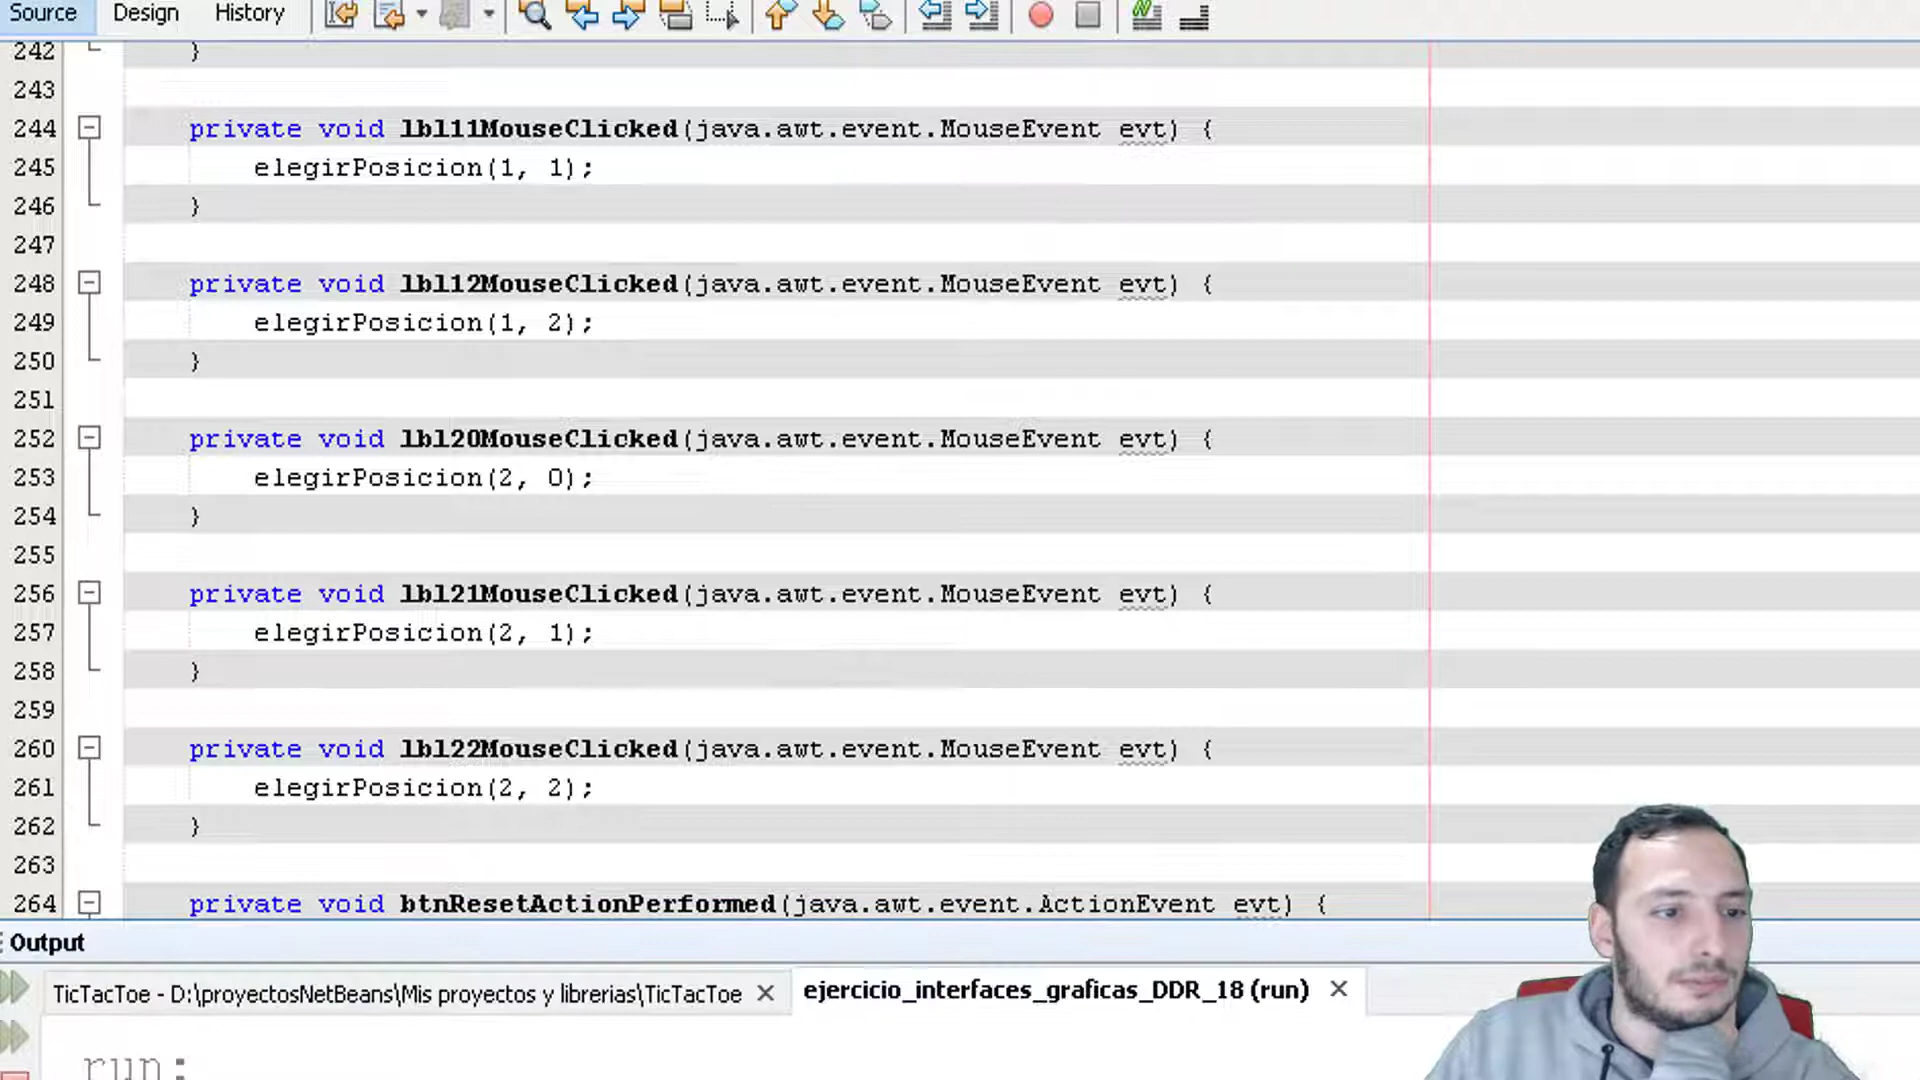 Source Design History
242 }
243
244 private void lbl11MouseClicked(java.awt.event.MouseEvent evt) {
245 elegirPosicion(1, 1);
246 }
247
248 private void lbl12MouseClicked(java.awt.event.MouseEvent evt) {
249 elegirPosicion(1, 2);
250 }
251
252 private void lbl20MouseClicked(java.awt.event.MouseEvent evt) {
253 elegirPosicion(2, 0);
254 }
255
256 private void lbl21MouseClicked(java.awt.event.MouseEvent evt) {
257 elegirPosicion(2, 1);
258 }
259
260 private void lbl22MouseClicked(java.awt.event.MouseEvent evt) {
261 elegirPosicion(2, 2);
262 }
263
264 private void btnResetActionPerformed(java.awt.event.ActionEvent evt) {
Output
TicTacToe - D:\proyectosNetBeans\Mis proyectos y librerias\TicTacToe ejercicio_interfaces_graficas_DDR_18 (run)
run: